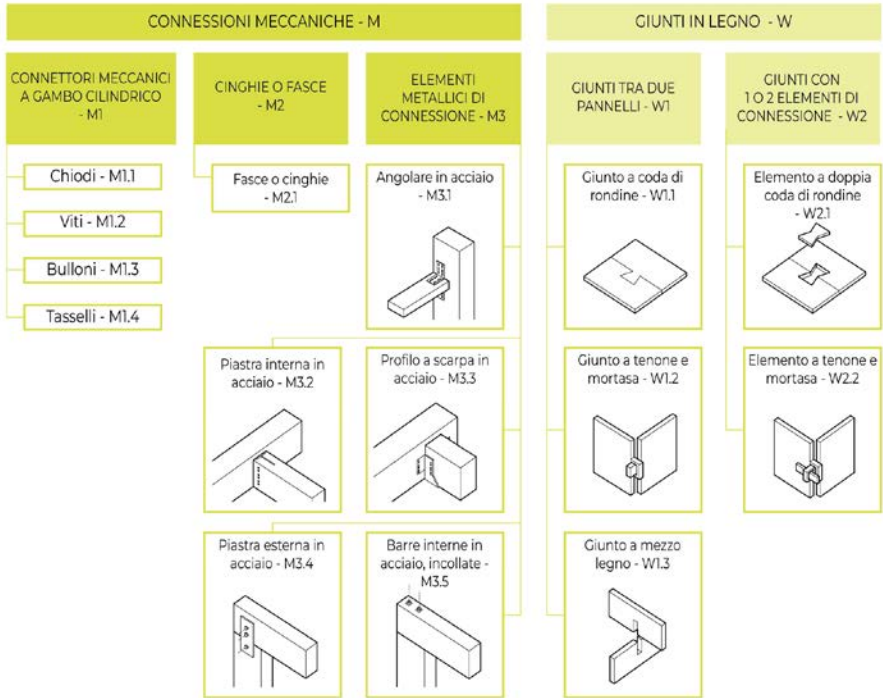 CONNESSIONI MECCANICHE - M
GIUNTI IN LEGNO - W
CONNETTORI MECCANICI
A GAMBO CILINDRICO
- M1
CINGHIE O FASCE
- M2
ELEMENTI
METALLICI DI
CONNESSIONE - M3
GIUNTI TRA DUE
PANNELLI - W1
GIUNTI CON
1 O 2 ELEMENTI DI
CONNESSIONE - W2
Chiodi - M1.1
Viti - M1.2
Bulloni - M1.3
Tasselli - M1.4
Fasce o cinghie
- M2.1
Angolare in acciaio
- M3.1
Giunto a coda di
rondine - W1.1
Elemento a doppia
coda di rondine
- W2.1
Piastra interna in
acciaio - M3.2
Profilo a scarpa in
acciaio - M3.3
Giunto a tenone e
mortasa - W1.2
Elemento a tenone e
mortasa - W2.2
Piastra esterna in
acciaio - M3.4
Barre interne in
acciaio, incollate -
M3.5
Giunto a mezzo
legno - W1.3